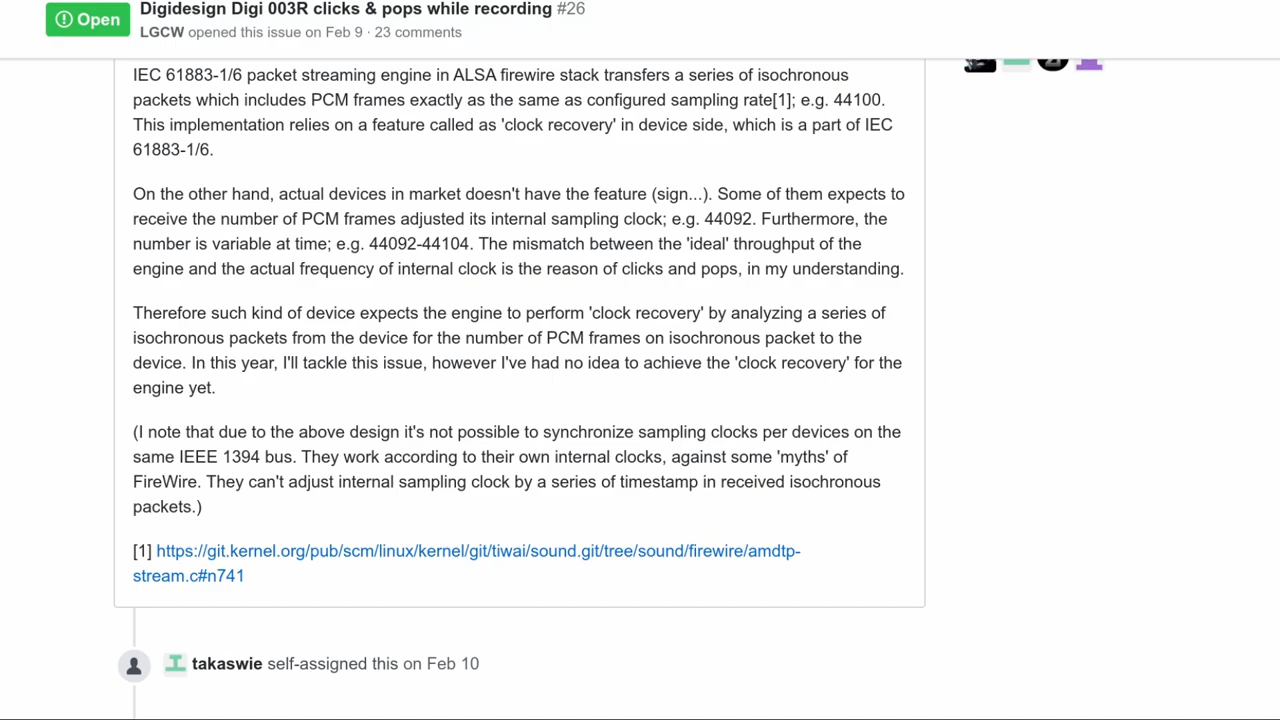 Open
Digidesign Digi 003R clicks & pops while recording #26
LGCW opened this issue on Feb 9 · 23 comments
IEC 61883-1/6 packet streaming engine in ALSA firewire stack transfers a series of isochronous
packets which includes PCM frames exactly as the same as configured sampling rate[1]; e.g. 44100.
This implementation relies on a feature called as 'clock recovery' in device side, which is a part of IEC
61883-1/6.
On the other hand, actual devices in market doesn't have the feature (sign...). Some of them expects to
receive the number of PCM frames adjusted its internal sampling clock; e.g. 44092. Furthermore, the
number is variable at time; e.g. 44092-44104. The mismatch between the 'ideal' throughput of the
engine and the actual frequency of internal clock is the reason of clicks and pops, in my understanding.
Therefore such kind of device expects the engine to perform 'clock recovery' by analyzing a series of
isochronous packets from the device for the number of PCM frames on isochronous packet to the
device. In this year, I'll tackle this issue, however I've had no idea to achieve the 'clock recovery' for the
engine yet.
(I note that due to the above design it's not possible to synchronize sampling clocks per devices on the
same IEEE 1394 bus. They work according to their own internal clocks, against some 'myths' of
FireWire. They can't adjust internal sampling clock by a series of timestamp in received isochronous
packets.)
[1] https://git.kernel.org/pub/scm/linux/kernel/git/tiwai/sound.git/tree/sound/firewire/amdtp-
stream.c#n741
takaswie self-assigned this on Feb 10